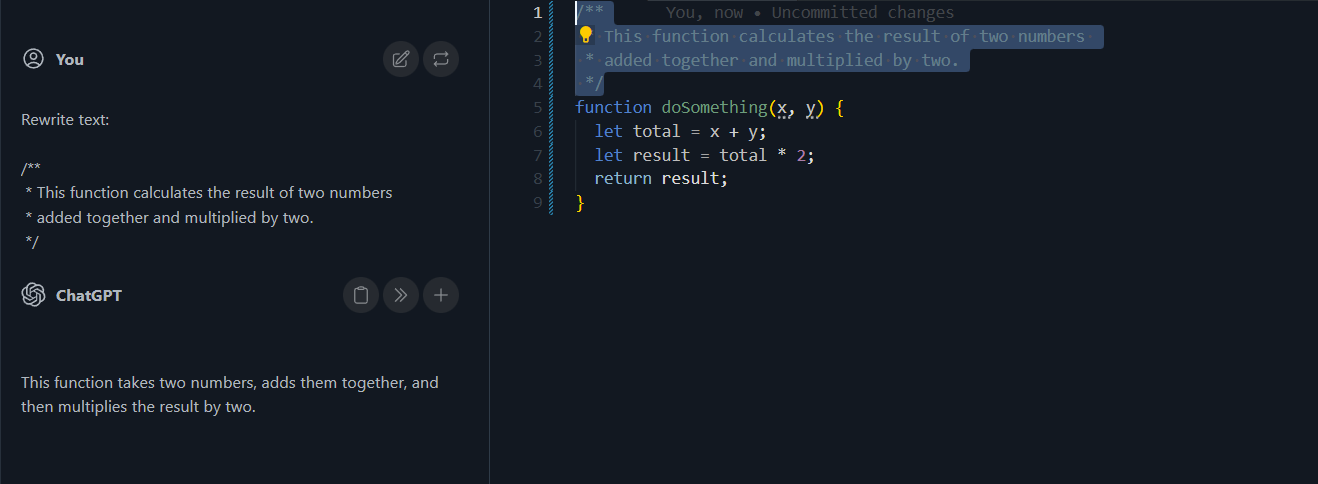 You
Rewrite text:
/**
* This function calculates the result of two numbers
* added together and multiplied by two.
*/
ChatGPT
This function takes two numbers, adds them together, and
then multiplies the result by two.
1 /** You, now • Uncommitted changes
2 This function calculates the result of two numbers
3 * added together and multiplied by two.
4 */
5 function doSomething(x, y) {
6 let total = x + y;
7 let result = total * 2;
8 return result;
9 }